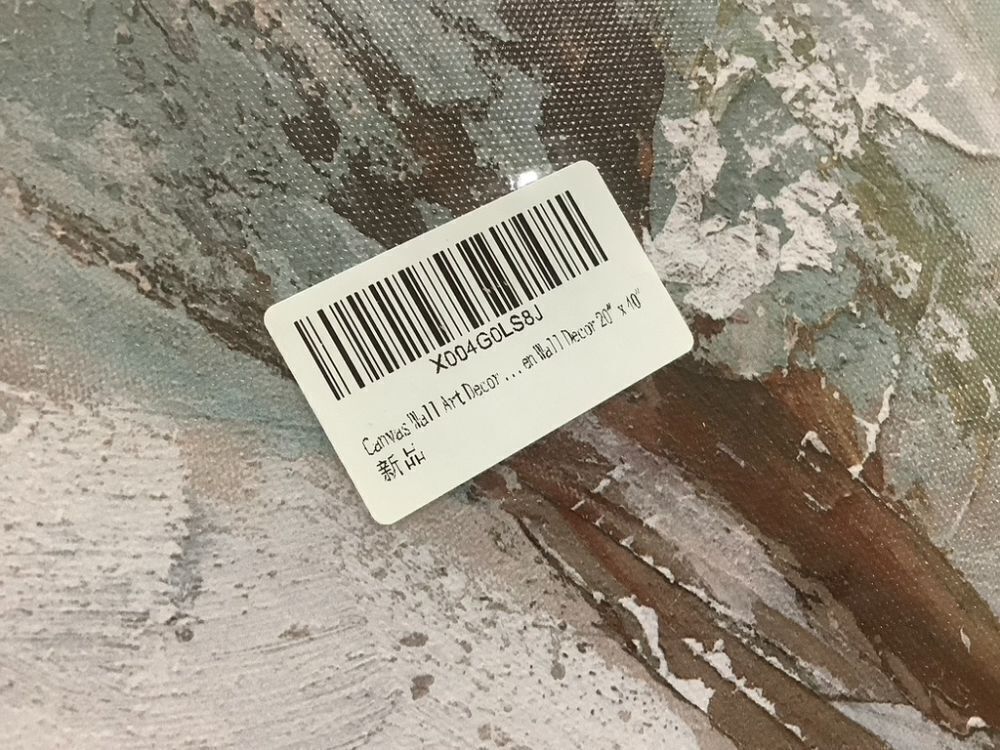 X004G0LS8J
Canvas Wall Art Decor ... en Wall Decor 20" x 40"
新品